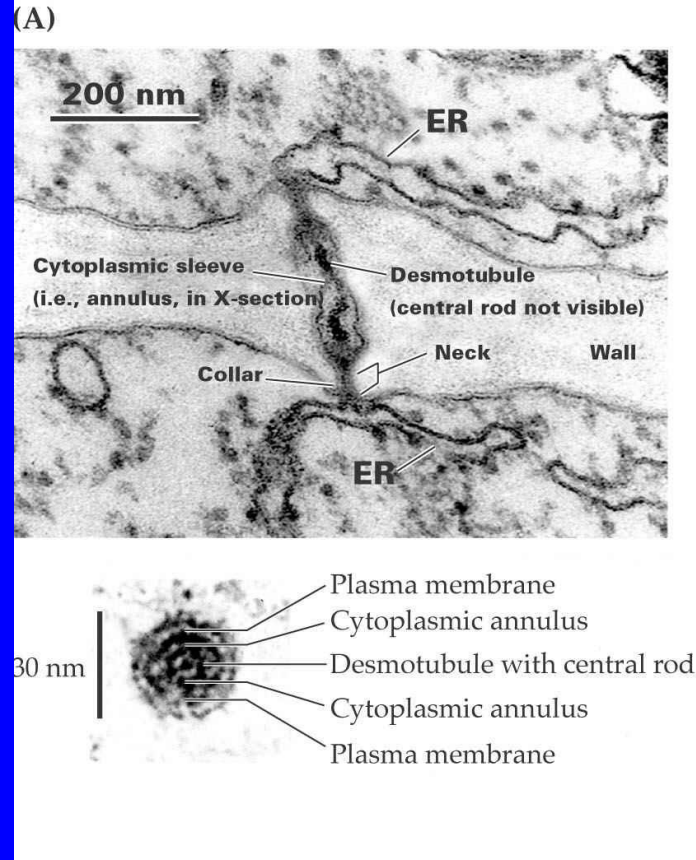 (A)
200 nm
ER
Cytoplasmic sleeve
(i.e., annulus, in X-section)
Desmotubule
(central rod not visible)
Neck
Wall
Collar
ER
Plasma membrane
Cytoplasmic annulus
30 nm
Desmotubule with central rod
Cytoplasmic annulus
Plasma membrane